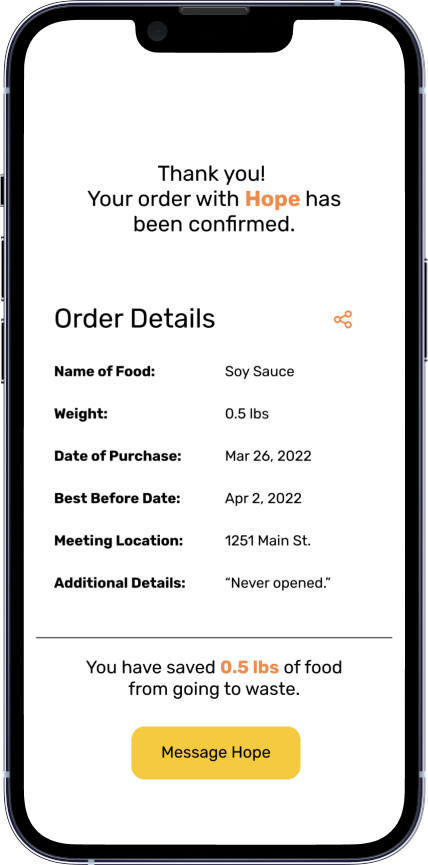 Thank you!
Your order with Hope has
been confirmed.
Order Details
Name of Food: Soy Sauce
Weight: 0.5 lbs
Date of Purchase: Mar 26, 2022
Best Before Date: Apr 2, 2022
Meeting Location: 1251 Main St.
Additional Details: “Never opened.”
You have saved 0.5 lbs of food
from going to waste.
Message Hope